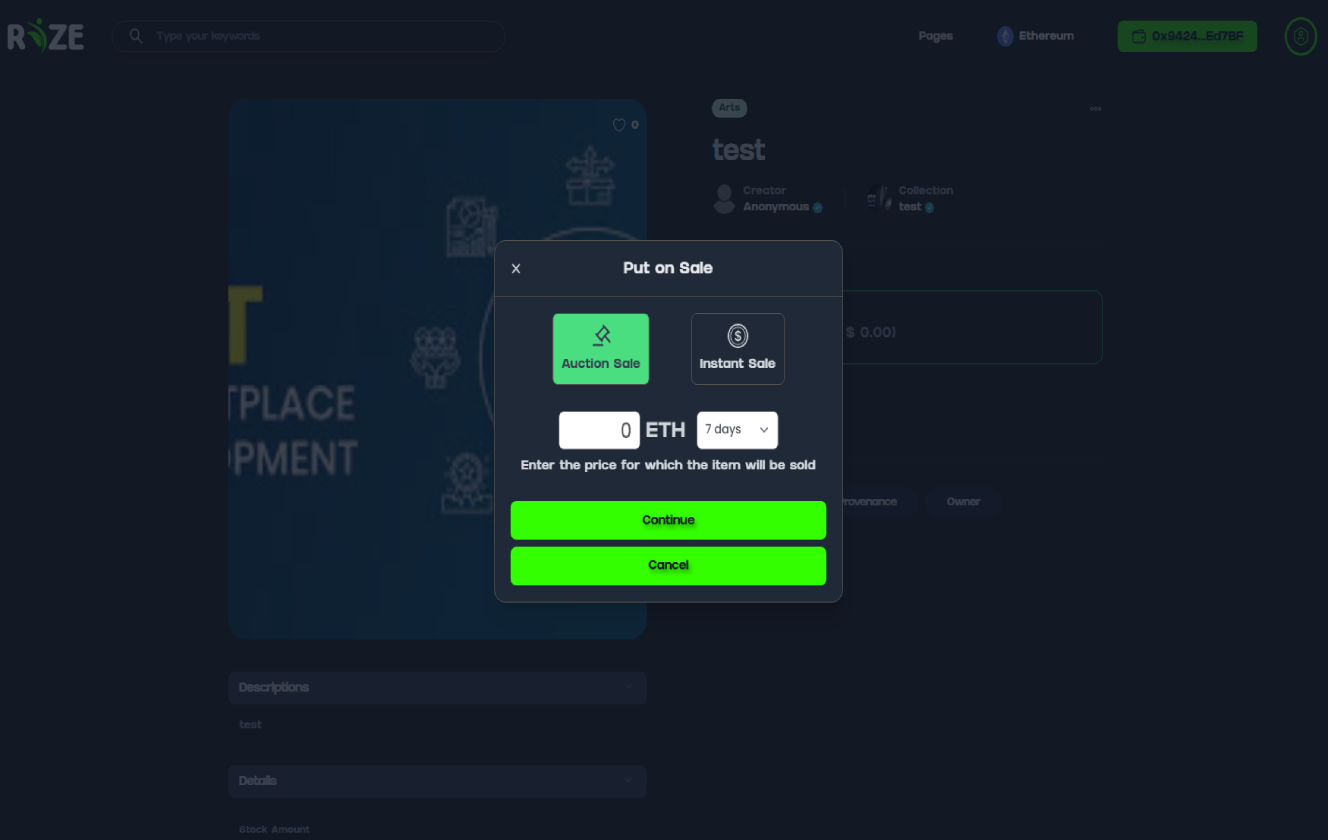 RIZE
Type your keywords
Pages
Ethereum
0x9424...Ed7BF
0
Arts
test
Creator
Anonymous
Collection
test
X
Put on Sale
$ 0.00)
Auction Sale
Instant Sale
T
TPLACE
OPMENT
0 ETH 7 days
Enter the price for which the item will be sold
Continue
Cancel
Provenance
Owner
Descriptions
test
Details
Stock Amount